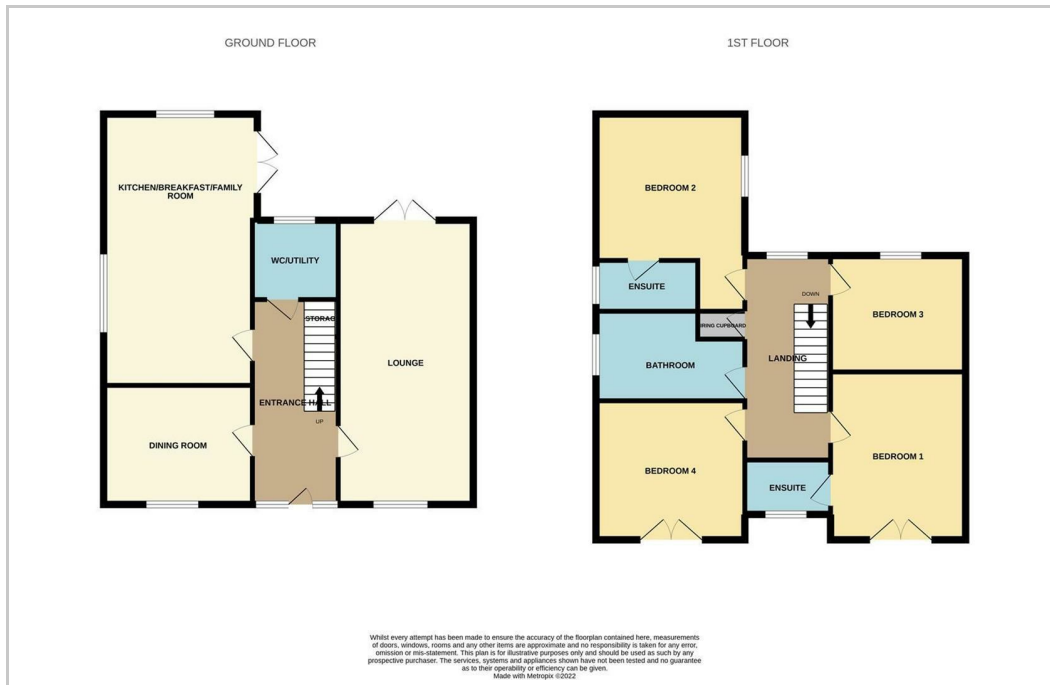 GROUND FLOOR
KITCHEN/BREAKFAST/FAMILY
ROOM
WC/UTILITY
STORAG
LOUNGE
ENTRANCE HALL
UP
DINING ROOM
1ST FLOOR
BEDROOM 2
ENSUITE
DOWN
BEDROOM 3
IRING CUPBOARD
LANDING
BATHROOM
BEDROOM 4
BEDROOM 1
ENSUITE
Whilst every attempt has been made to ensure the accuracy of the floorplan contained here, measurements
of doors, windows, rooms and any other items are approximate and no responsibility is taken for any error,
omission or mis-statement. This plan is for illustrative purposes only and should be used as such by any
prospective purchaser. The services, systems and appliances shown have not been tested and no guarantee
as to their operability or efficiency can be given.
Made with Metropix ©2022